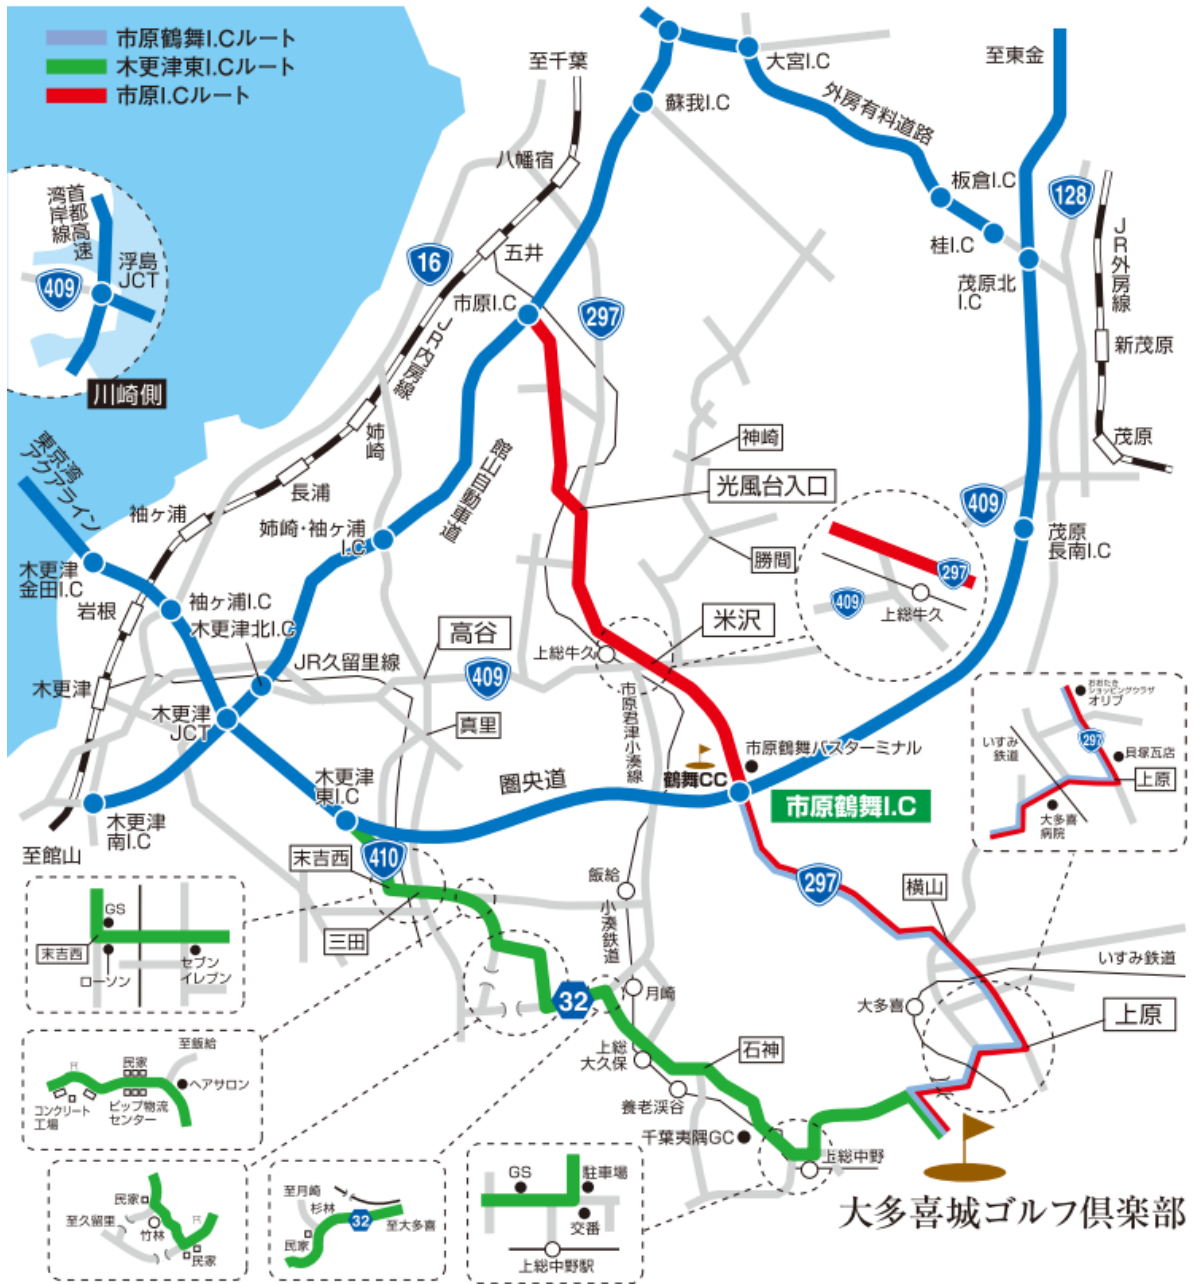 市原鶴舞I.Cルート
木更津東I.Cルート
市原I.Cルート
至千葉
大宮I.C
至東金
蘇我I.C
外房有料道路
八幡宿
板倉I.C
128
首都高速
湾岸線
16
五井
桂I.C
JR外房線
浮島
JCT
409
茂原北
I.C
市原I.C
297
JR内房線
新茂原
川崎側
姉崎
神崎
茂原
東京湾
アクアライン
長浦
館山自動車道
光風台入口
袖ヶ浦
409
姉崎・袖ヶ浦
I.C
茂原
長南I.C
木更津
金田I.C
勝間
297
岩根
袖ヶ浦I.C
409
上総牛久
木更津北I.C
高谷
米沢
JR久留里線
上総牛久
409
木更津
市原君津小湊線
おおたき
ショッピングプラザ
オリブ
木更津
JCT
真里
297
いすみ
鉄道
貝塚瓦店
市原鶴舞バスターミナル
鶴舞CC
上原
木更津
東I.C
圏央道
市原鶴舞I.C
大多喜
病院
木更津
南I.C
至館山
410
末吉西
297
飯給
横山
GS
三田
小湊鉄道
末吉西
セブン
イレブン
いすみ鉄道
ローソン
月崎
32
大多喜
上原
至飯給
上総
大久保
石神
民家
ヘアサロン
コンクリート
工場
ピップ物流
センター
養老渓谷
千葉夷隅GC
上総中野
GS
駐車場
民家
至月崎
杉林
至久留里
竹林
32
至大多喜
交番
民家
民家
上総中野駅
大多喜城ゴルフ倶楽部